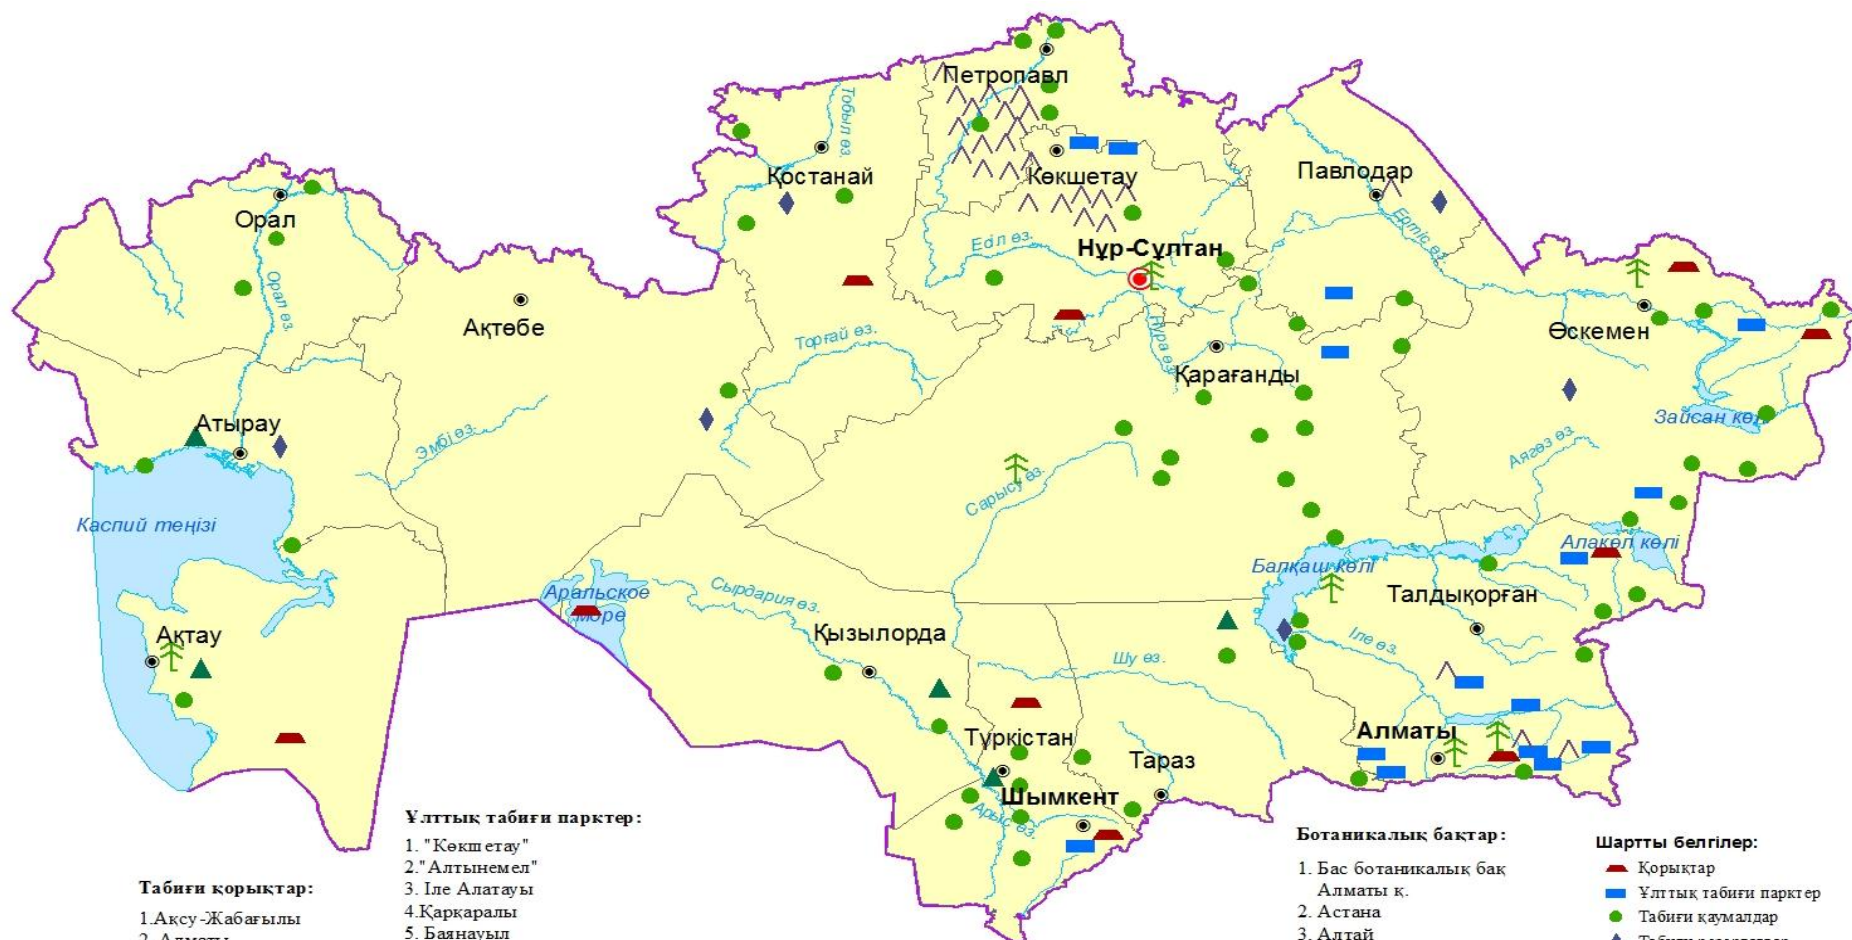 Петропавл
Тобыл өз.
Қостанай
Көкшетау
Павлодар
Орал
Ертіс өз.
Есіл өз.
Нұр-Сұлтан
Орал өз.
Ақтөбе
Торғай өз.
Нұра өз.
Өскемен
Қарағанды
Атырау
Эмбі өз.
Зайсан көлі
Аягөз өз.
Сарысу өз.
Каспий теңізі
Алакөл көлі
Балқаш көлі
Аральское
море
Сырдария өз.
Талдықорған
Ақтау
Қызылорда
Іле өз.
Шу өз.
Түркістан
Алматы
Тараз
Шымкент
Арыс өз.
Табиғи қорықтар:
1.Ақсу-Жабағылы
2. Алматы
Ұлттық табиғи парктер:
1. "Көкшетау"
2."Алтынемел"
3. Іле Алатауы
4.Қарқаралы
5. Баянауыл
Ботаникалық бақтар:
1. Бас ботаникалық бақ
Алматы қ.
2. Астана
3. Алтай
Шартты белгілер:
Қорықтар
Ұлттық табиғи парктер
Табиғи қаумалдар